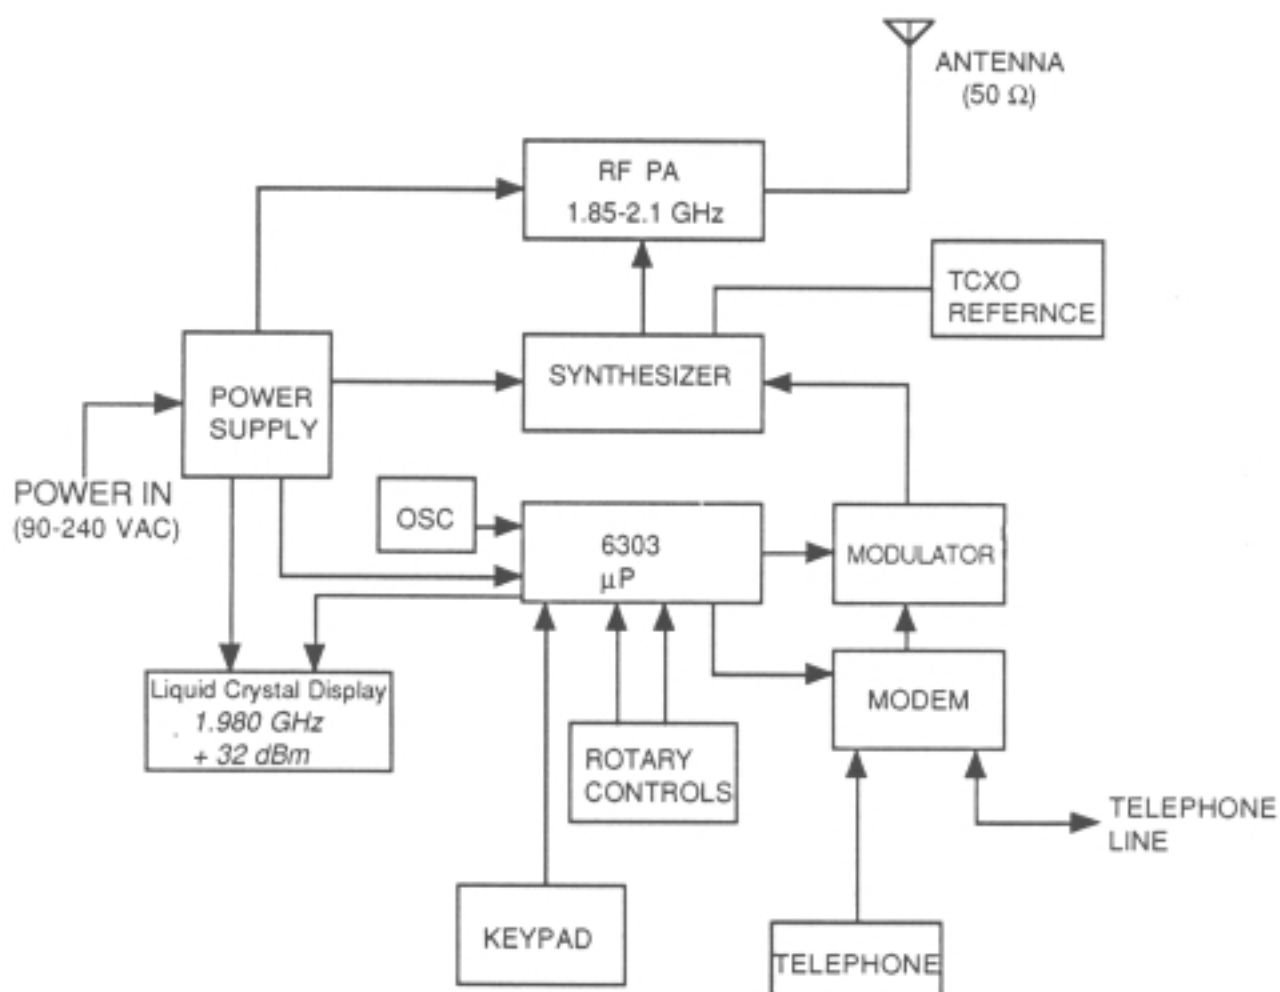 ANTENNA
(50 Ω)
RF PA
1.85-2.1 GHz
TCXO
REFERNCE
SYNTHESIZER
POWER
SUPPLY
POWER IN
(90-240 VAC)
OSC
6303
µP
MODULATOR
Liquid Crystal Display
1.980 GHz
+ 32 dBm
MODEM
ROTARY
CONTROLS
TELEPHONE
LINE
KEYPAD
TELEPHONE